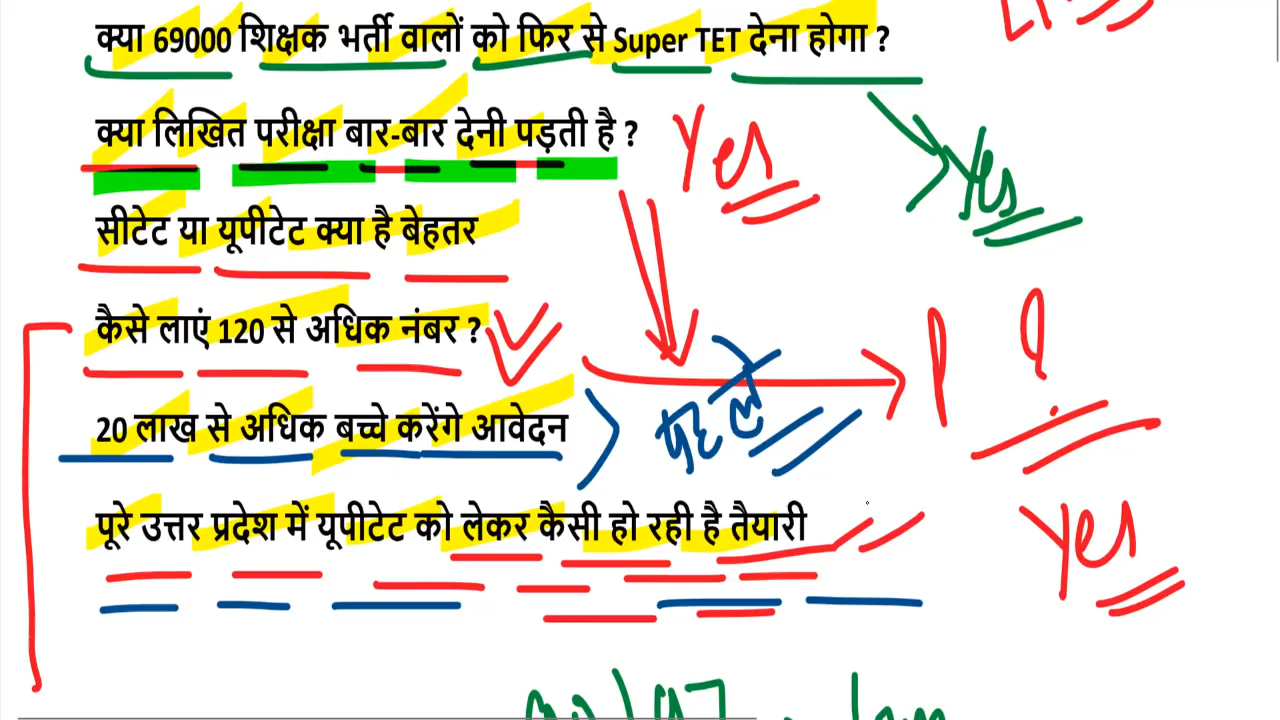 क्या 69000 शिक्षक भर्ती वालों को फिर से Super TET देना होगा ?
क्या लिखित परीक्षा बार-बार देनी पड़ती है ?
Yes
Yes
सीटेट या यूपीटेट क्या है बेहतर
कैसे लाएं 120 से अधिक नंबर ?
20 लाख से अधिक बच्चे करेंगे आवेदन
पहले
पूरे उत्तर प्रदेश में यूपीटेट को लेकर कैसी हो रही है तैयारी
Yes